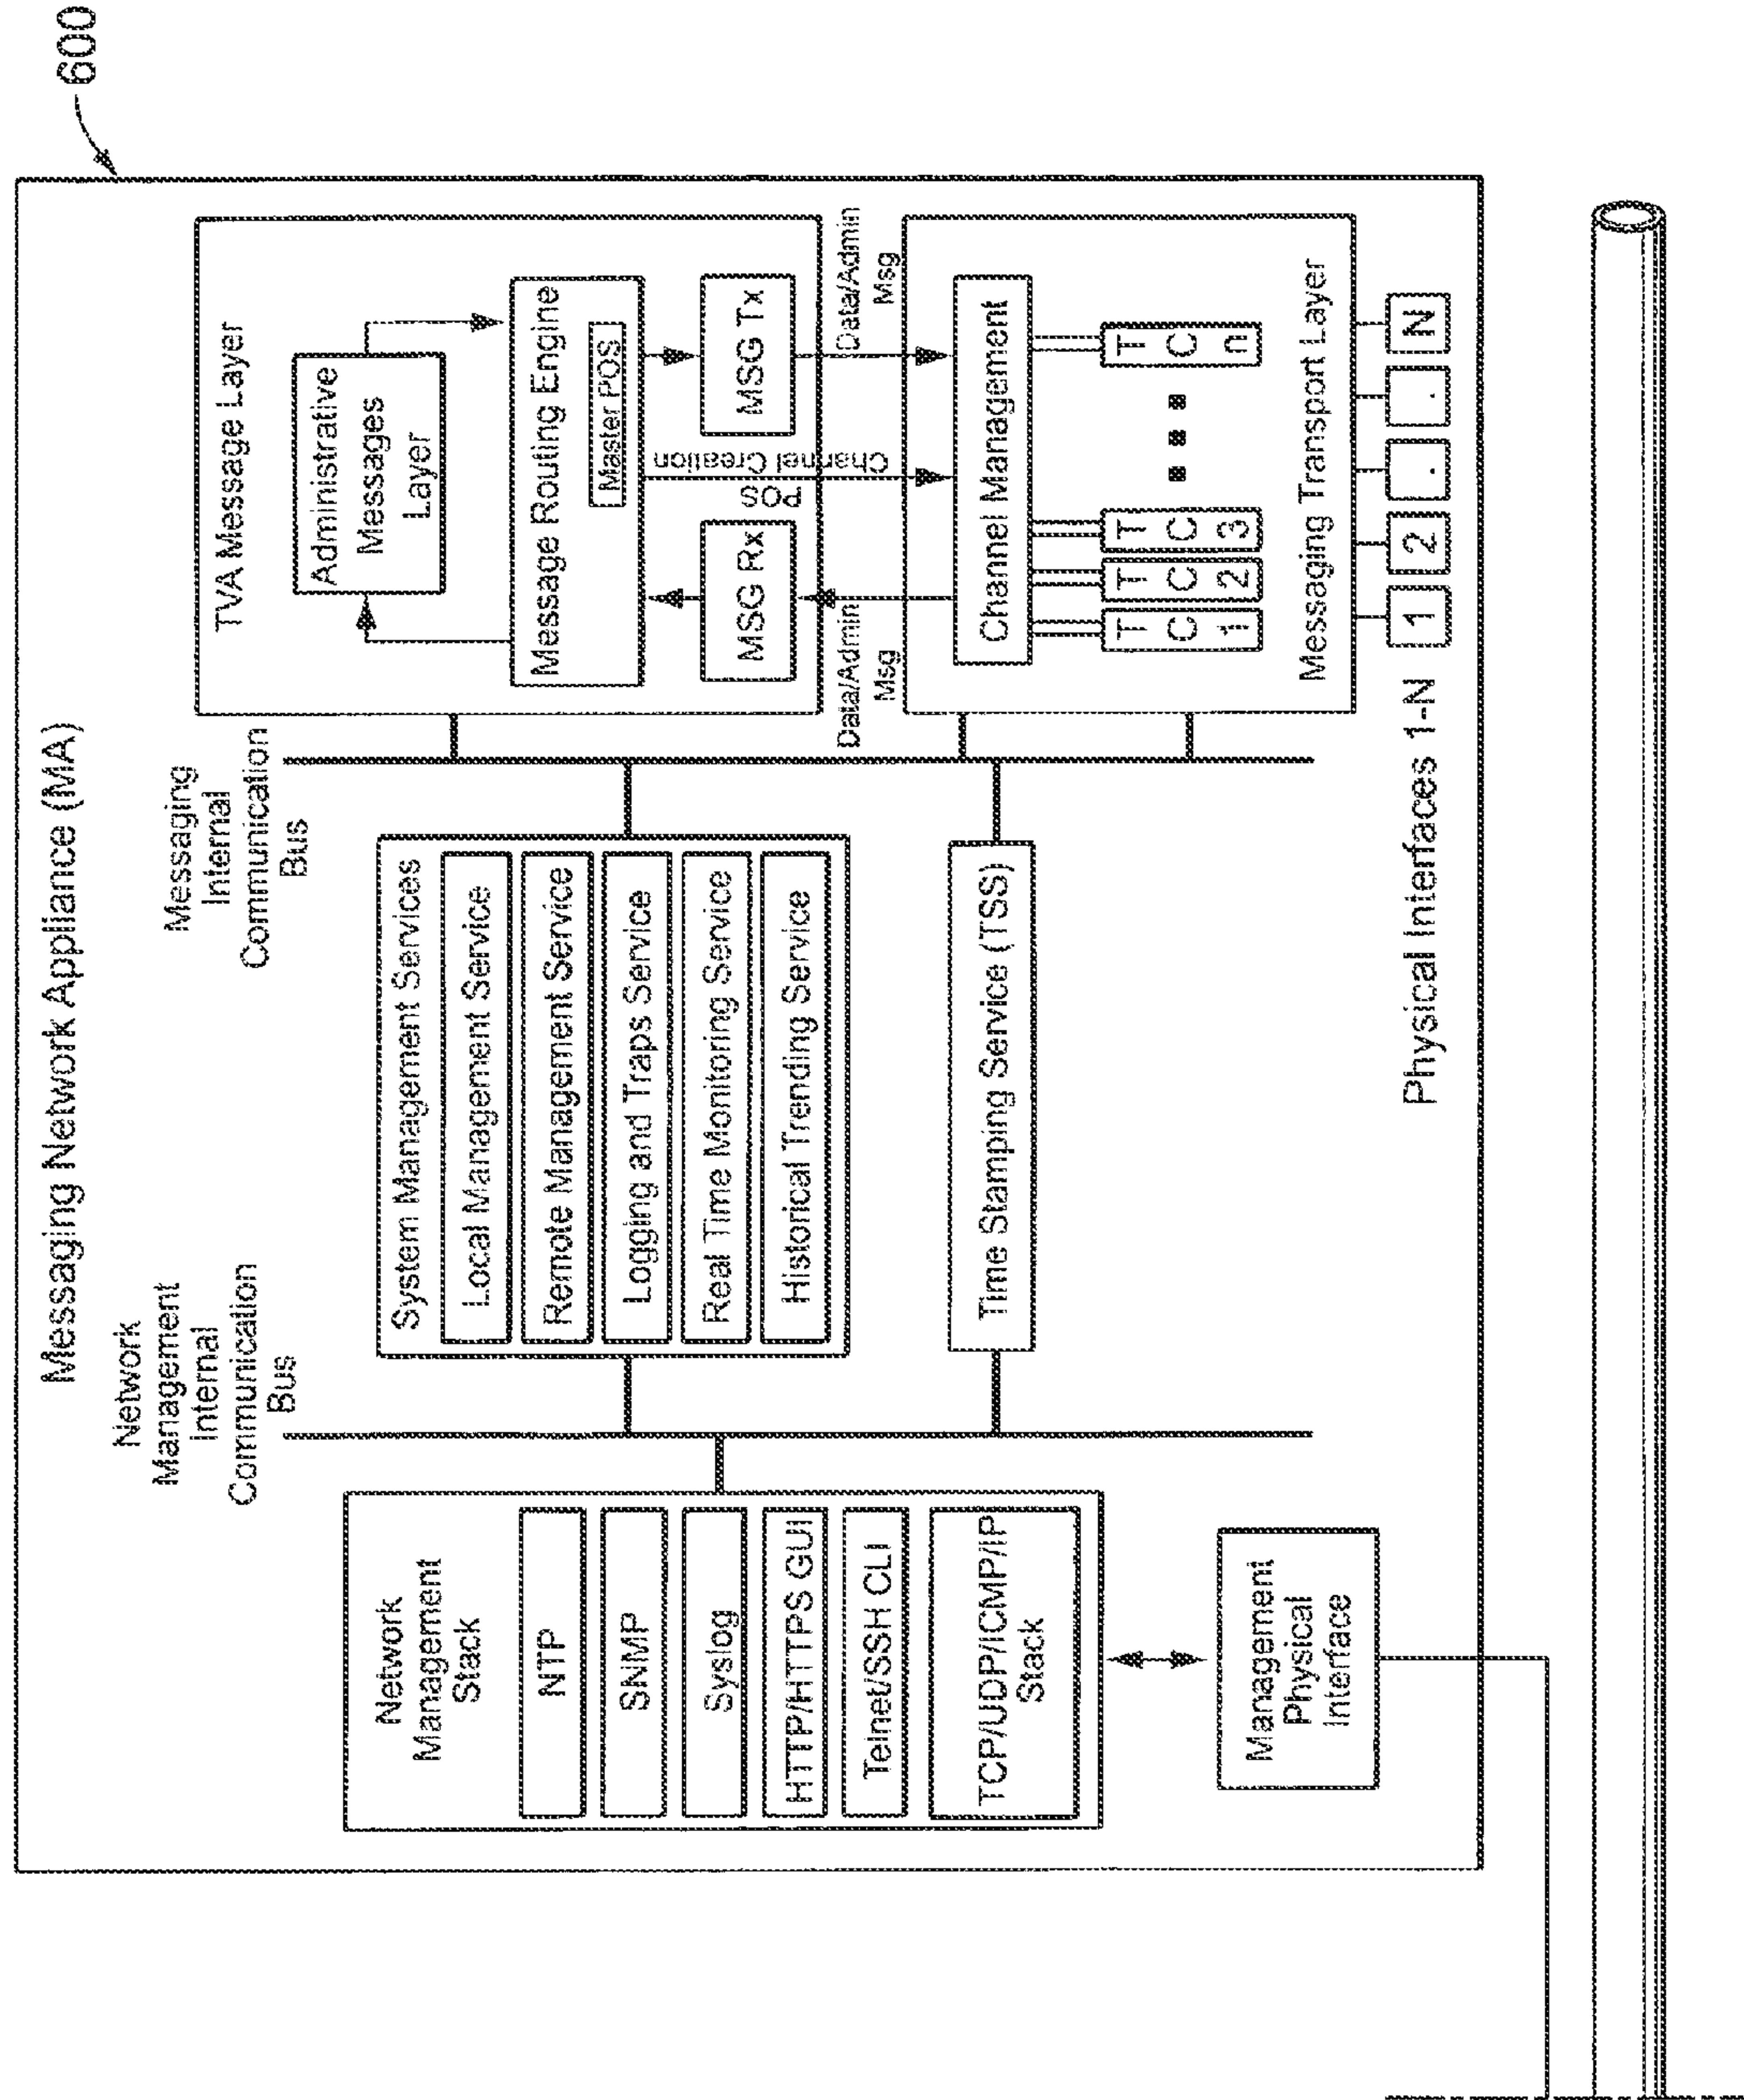 600
Messaging Network Appliance (MA)
Network
Management
Internal
Communication
Bus
Messaging
Internal
Communication
Bus
Network
Management
Stack
NTP
SNMP
Syslog
HTTP/HTTPS GUI
Telnet/SSH CLI
TCP/UDP/ICMP/IP
Stack
Management
Physical
Interface
System Management Services
Local Management Service
Remote Management Service
Logging and Traps Service
Real Time Monitoring Service
Historical Trending Service
Time Stamping Service (TSS)
TVA Message Layer
Administrative
Messages
Layer
Message Routing Engine
Master POS
MSG Rx
MSG Tx
POS
Channel Creation
Data/Admin
Msg
Data/Admin
Msg
Channel Management
T C 1
T C 2
T C 3
T C n
Messaging Transport Layer
Physical Interfaces 1-N
1
2
.
.
N